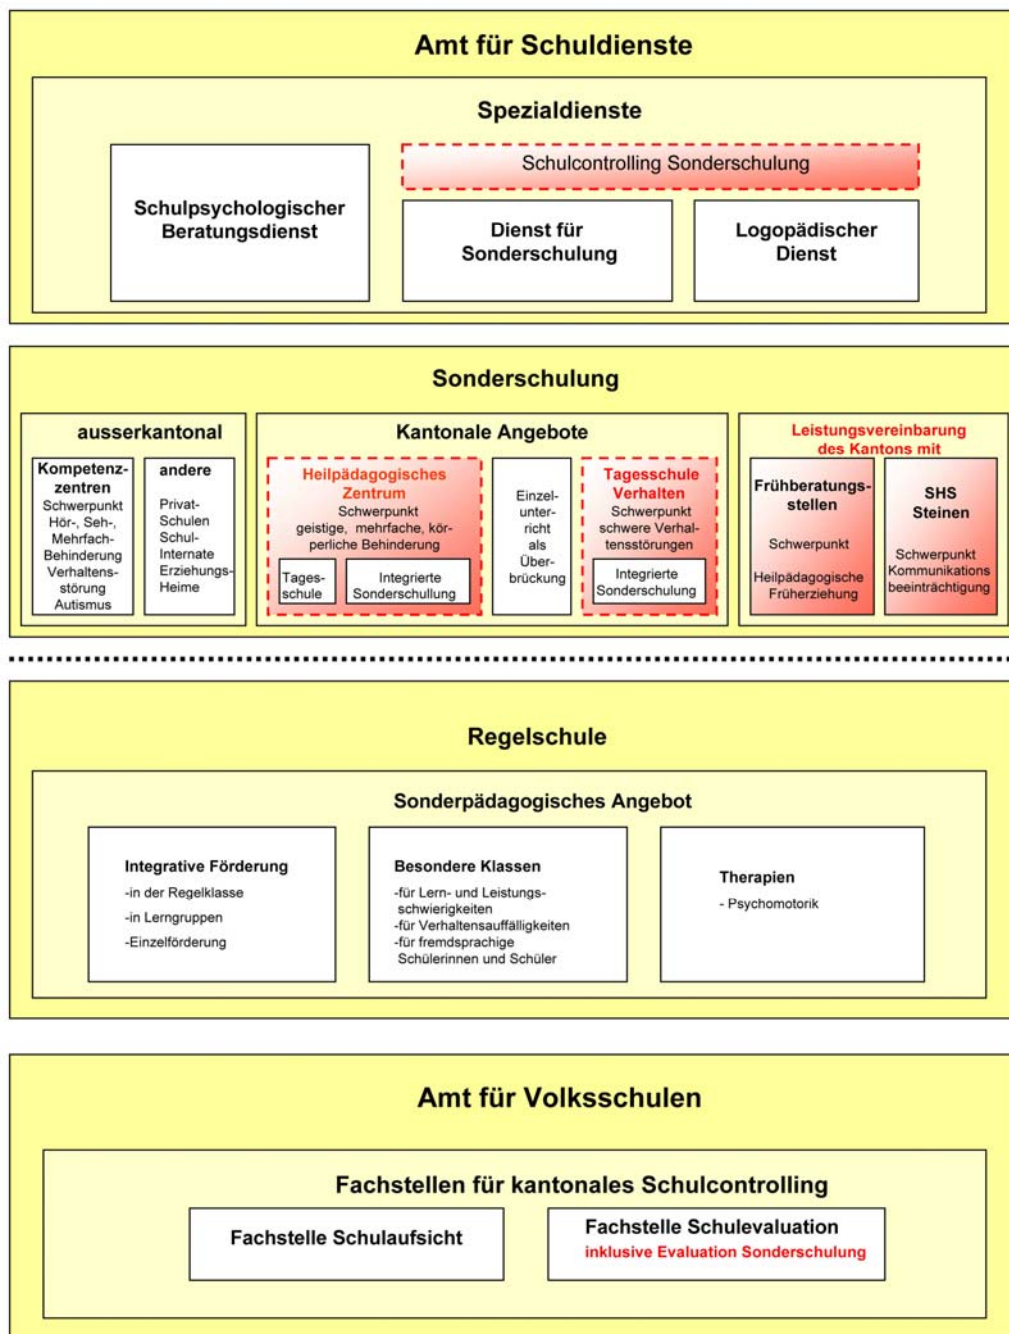 Amt für Schuldienste
Spezialdienste
Schulpsychologischer
Beratungsdienst
Schulcontrolling Sonderschulung
Dienst für
Sonderschulung
Logopädischer
Dienst
Sonderschulung
ausserkantonal
Kompetenz-
zentren
Schwerpunkt
Hör-, Seh-,
Mehrfach-
Behinderung
Verhaltens-
störung
Autismus
andere
Privat-
Schulen
Schul-
Internate
Erziehungs-
Heime
Kantonale Angebote
Heilpädagogisches
Zentrum
Schwerpunkt
geistige, mehrfache, kör-
perliche Behinderung
Tages-
schule
Integrierte
Sonderschullung
Einzel-
unter-
richt
als
Über-
brückung
Tagesschule
Verhalten
Schwerpunkt
schwere Verhal-
tensstörungen
Integrierte
Sonderschulung
Leistungsvereinbarung
des Kantons mit
Frühberatungs-
stellen
Schwerpunkt
Heilpädagogische
Früherziehung
SHS
Steinen
Schwerpunkt
Kommunikations
beeinträchtigung
Regelschule
Sonderpädagogisches Angebot
Integrative Förderung
-in der Regelklasse
-in Lerngruppen
-Einzelförderung
Besondere Klassen
-für Lern- und Leistungs-
schwierigkeiten
-für Verhaltensauffälligkeiten
-für fremdsprachige
Schülerinnen und Schüler
Therapien
- Psychomotorik
Amt für Volksschulen
Fachstellen für kantonales Schulcontrolling
Fachstelle Schulaufsicht
Fachstelle Schulevaluation
inklusive Evaluation Sonderschulung